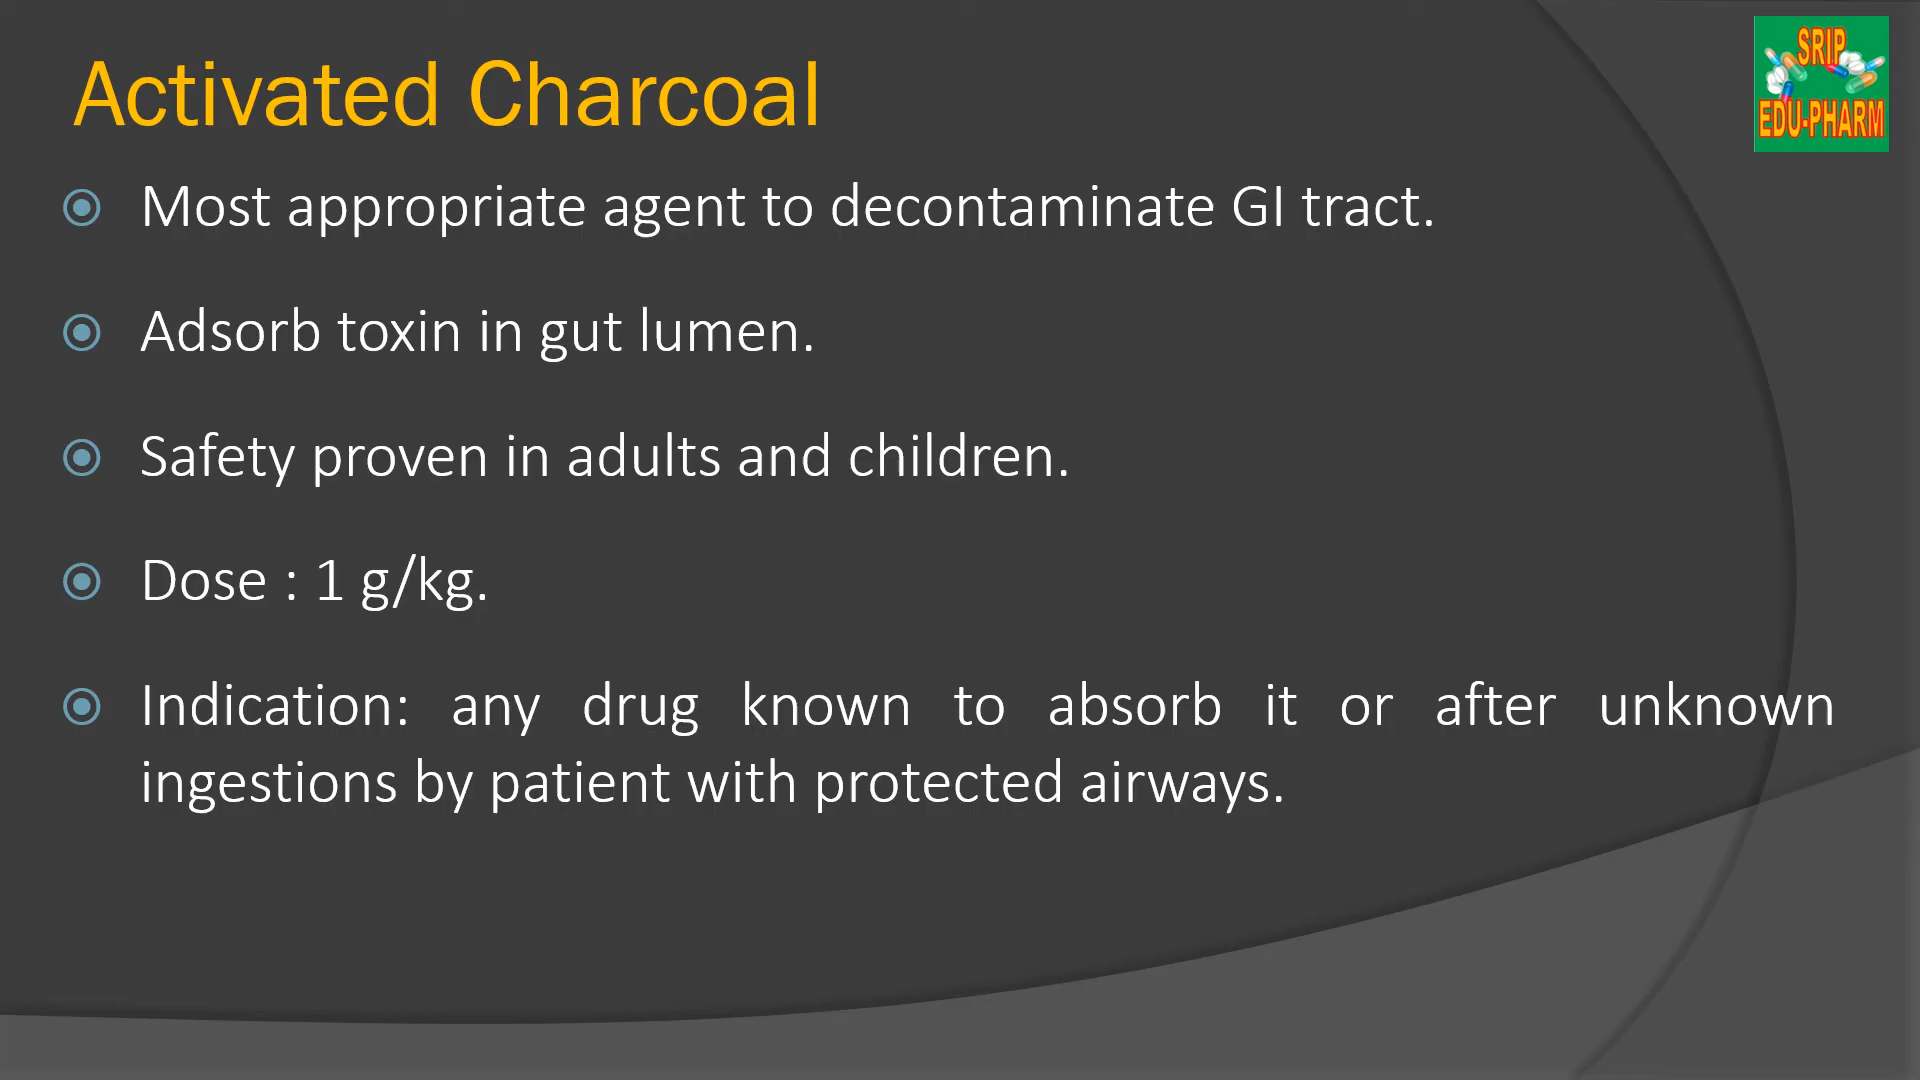 Activated Charcoal
SRIP
EDU-PHARM
Most appropriate agent to decontaminate GI tract.
Adsorb toxin in gut lumen.
Safety proven in adults and children.
Dose : 1 g/kg.
Indication: any drug known to absorb it or after unknown
ingestions by patient with protected airways.